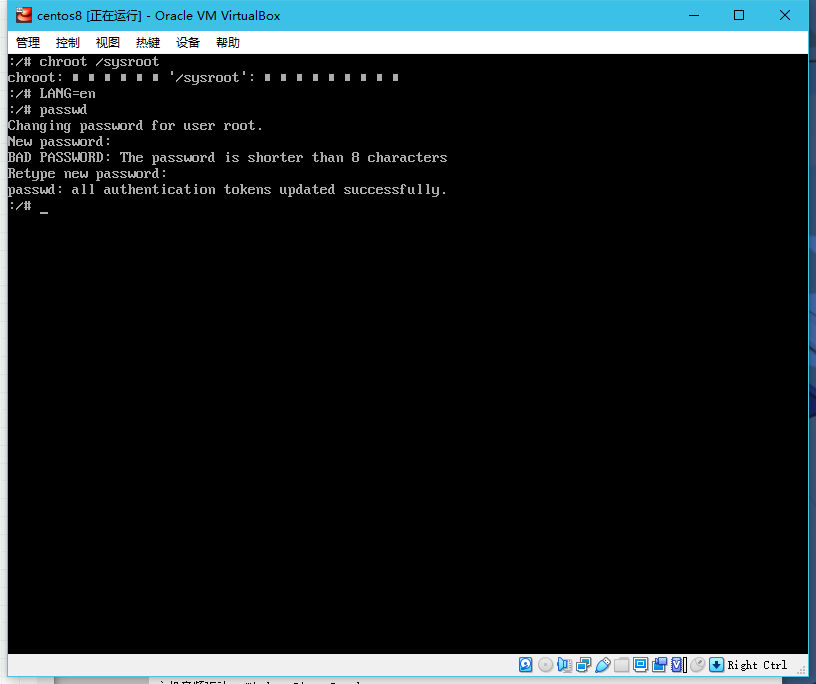 centos8 [正在运行] - Oracle VM VirtualBox
管理 控制 视图 热键 设备 帮助
:/# chroot /sysroot
chroot: ∎ ∎ ∎ ∎ ∎ ∎ '/sysroot': ∎ ∎ ∎ ∎ ∎ ∎ ∎ ∎ ∎
:/# LANG=en
:/# passwd
Changing password for user root.
New password:
BAD PASSWORD: The password is shorter than 8 characters
Retype new password:
passwd: all authentication tokens updated successfully.
:/# _
Right Ctrl